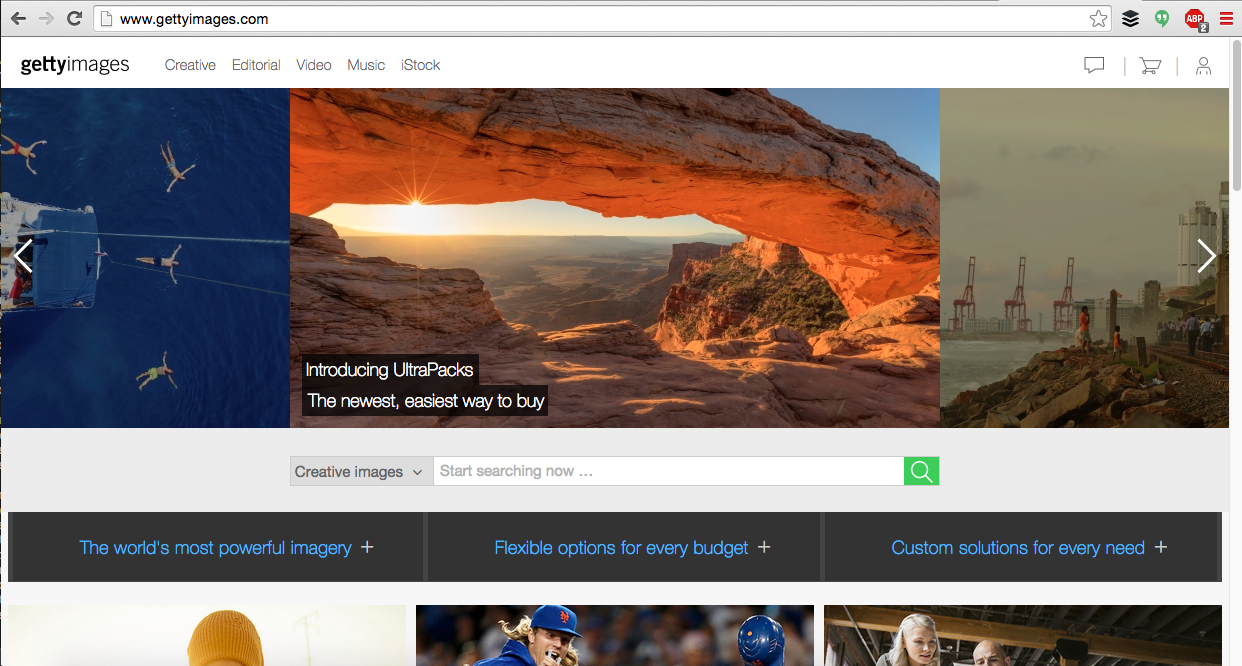 www.gettyimages.com
ABP
2
gettyimages Creative Editorial Video Music iStock
Introducing UltraPacks
The newest, easiest way to buy
Creative images Start searching now ...
The world's most powerful imagery + Flexible options for every budget + Custom solutions for every need +